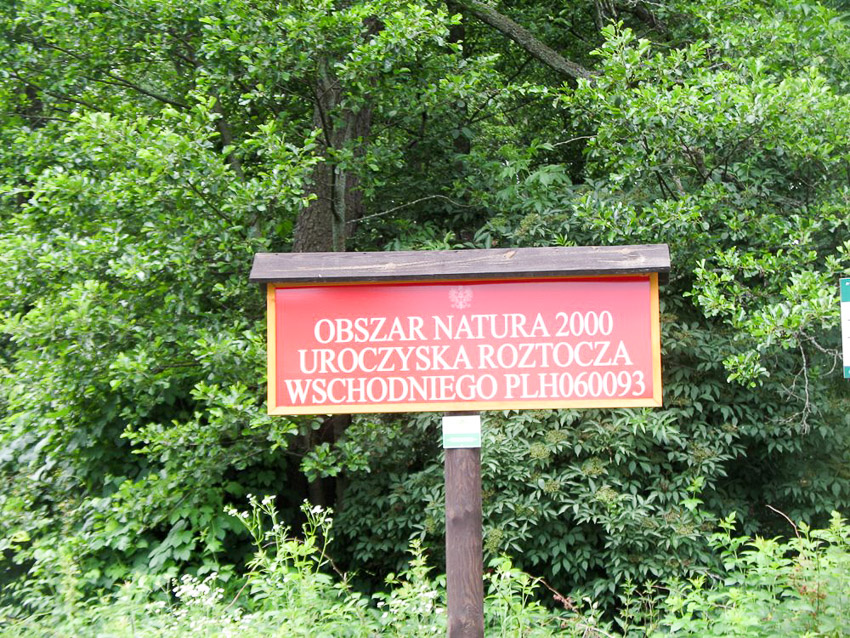 OBSZAR NATURA 2000
UROCZYSKA ROZTOCZA
WSCHODNIEGO PLH060093